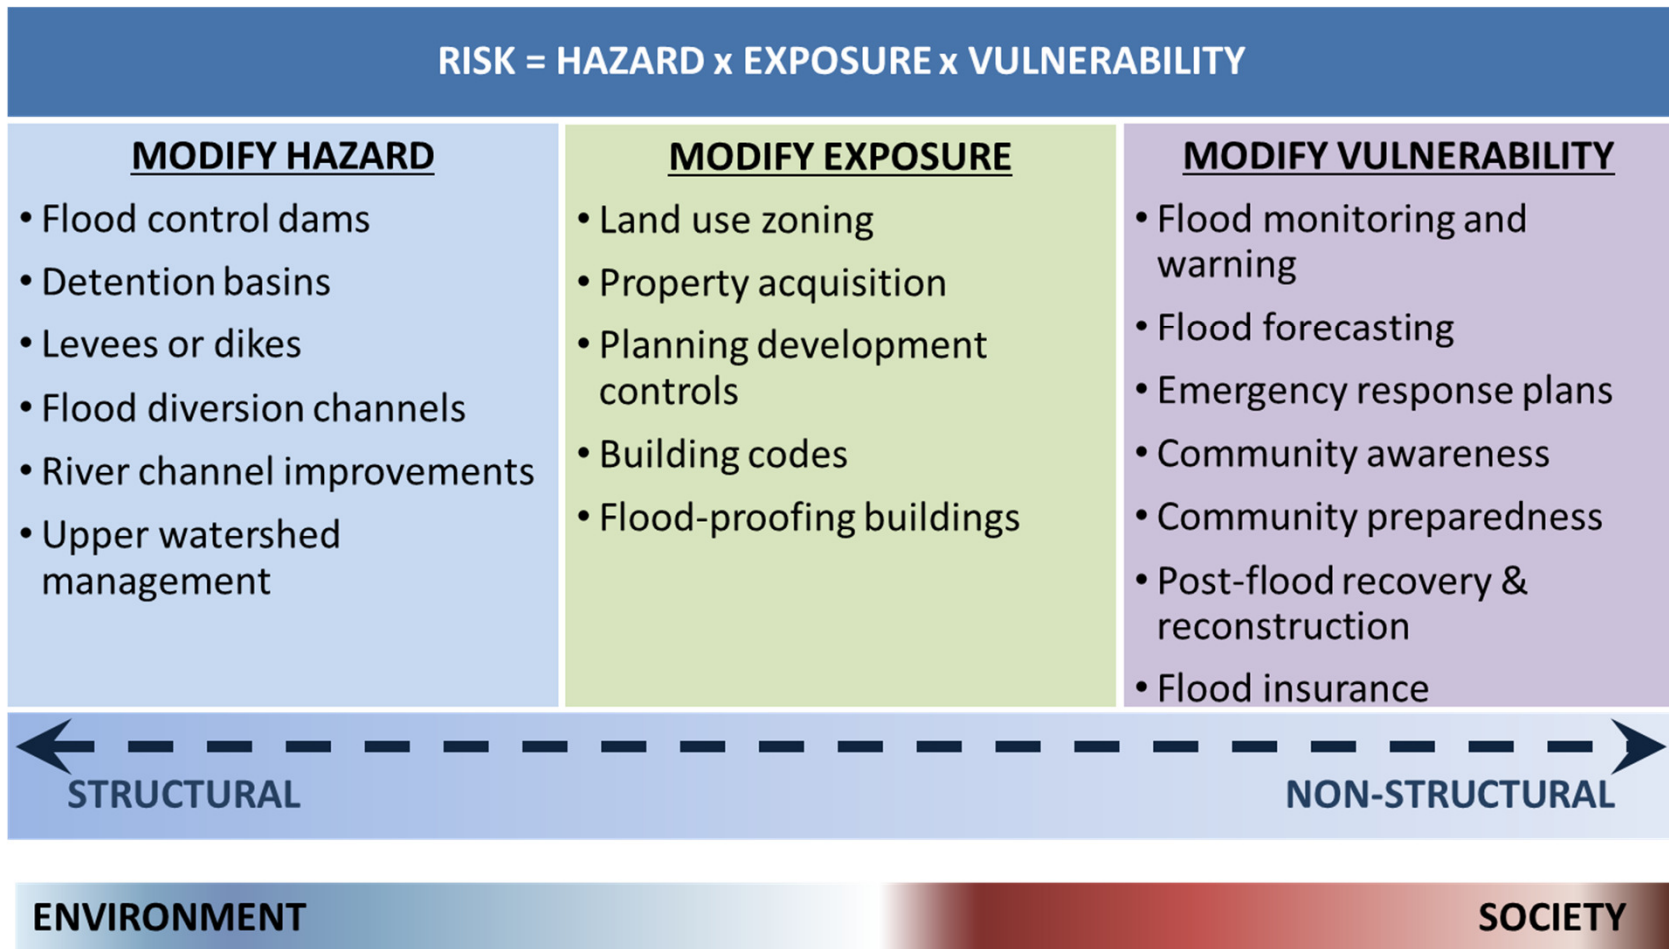 RISK = HAZARD x EXPOSURE x VULNERABILITY
MODIFY HAZARD
• Flood control dams
• Detention basins
• Levees or dikes
• Flood diversion channels
• River channel improvements
• Upper watershed
management
MODIFY EXPOSURE
• Land use zoning
• Property acquisition
• Planning development
controls
• Building codes
• Flood-proofing buildings
MODIFY VULNERABILITY
• Flood monitoring and
warning
• Flood forecasting
• Emergency response plans
• Community awareness
• Community preparedness
• Post-flood recovery &
reconstruction
• Flood insurance
STRUCTURAL
NON-STRUCTURAL
ENVIRONMENT
SOCIETY